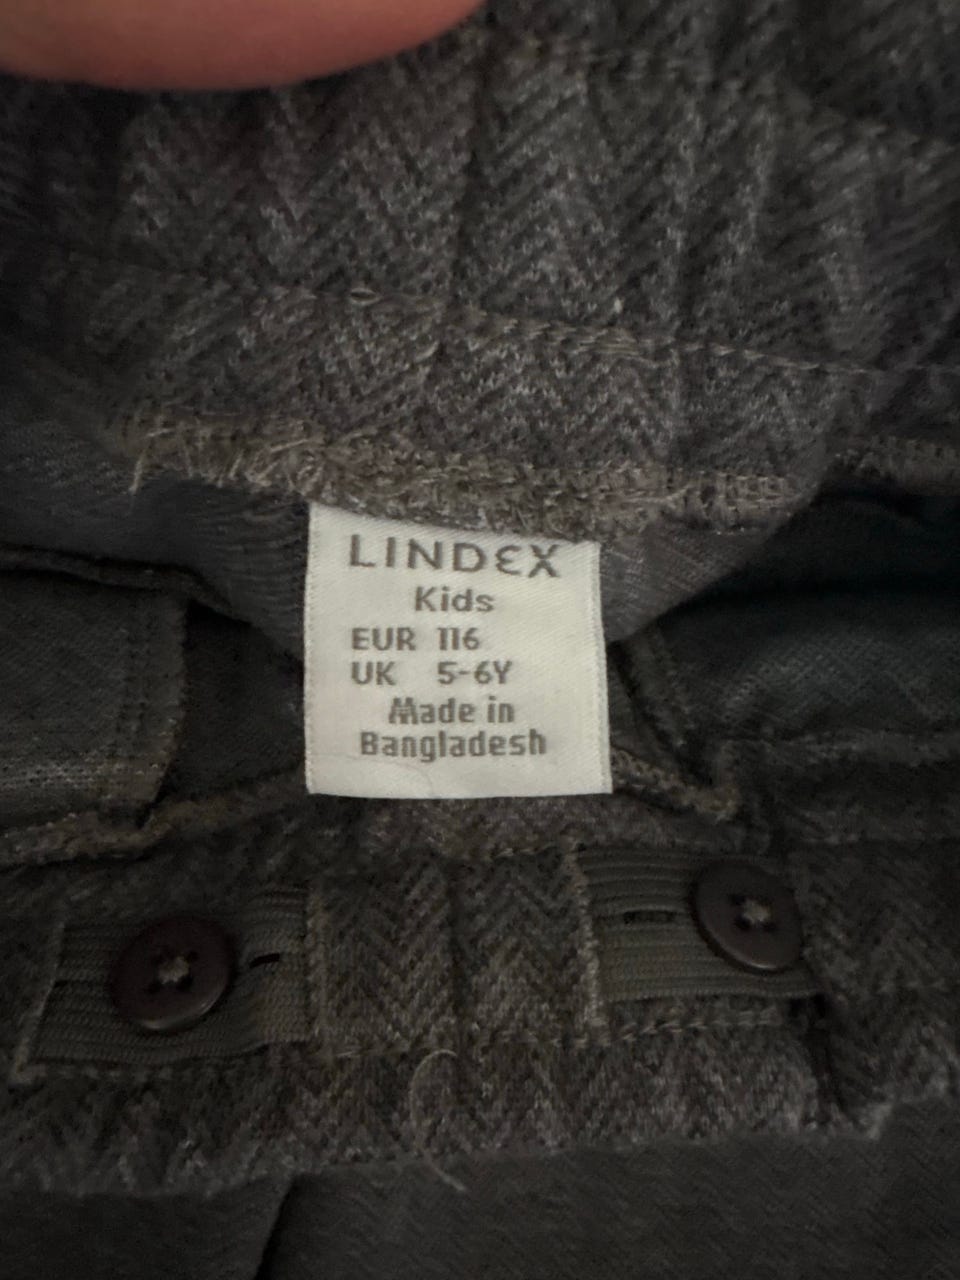 LINDEX
Kids
EUR 116
UK 5-6Y
Made in
Bangladesh